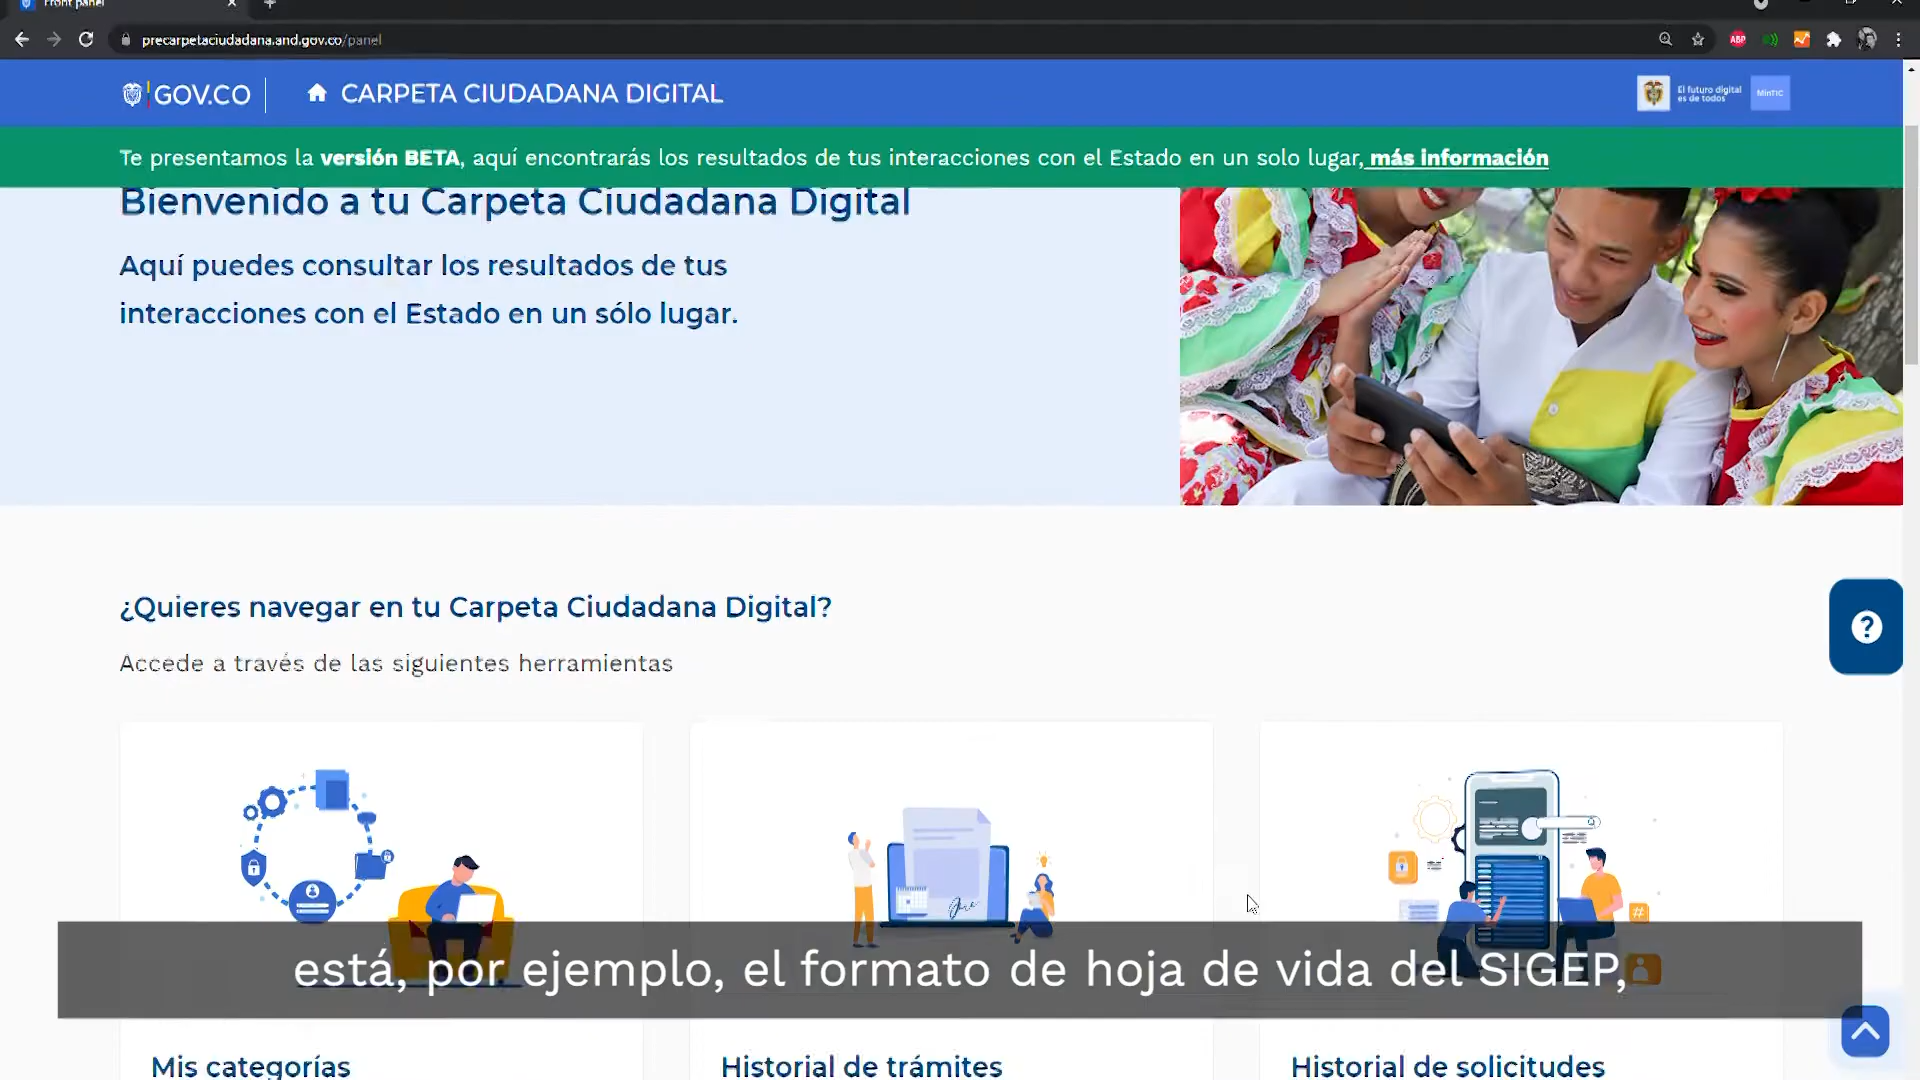 Front panel
precarpetaciudadana.and.gov.co/panel
ABP
GOV.CO
CARPETA CIUDADANA DIGITAL
El futuro digital
es de todos
MinTIC
Te presentamos la versión BETA, aquí encontrarás los resultados de tus interacciones con el Estado en un solo lugar, más información
Bienvenido a tu Carpeta Ciudadana Digital
Aquí puedes consultar los resultados de tus
interacciones con el Estado en un sólo lugar.
¿Quieres navegar en tu Carpeta Ciudadana Digital?
Accede a través de las siguientes herramientas
?
#
está, por ejemplo, el formato de hoja de vida del SIGEP,
Mis categorías
Historial de trámites
Historial de solicitudes